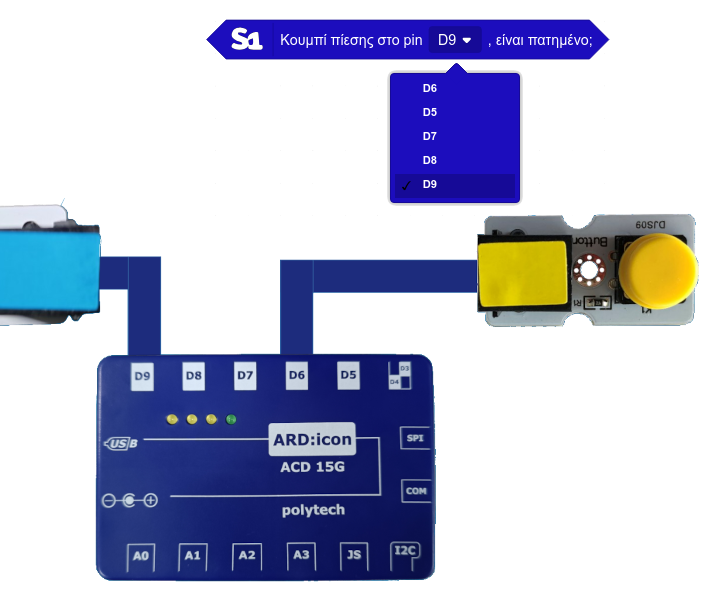 S1 Κουμπί πίεσης στο pin D9 , είναι πατημένο;
D6
D5
D7
D8
✓ D9
DJS09
Button
R1
K1
D9 D8 D7 D6 D5 D3
D4
USB
ARD:icon
SPI
ACD 15G
COM
polytech
A0 A1 A2 A3 JS I2C